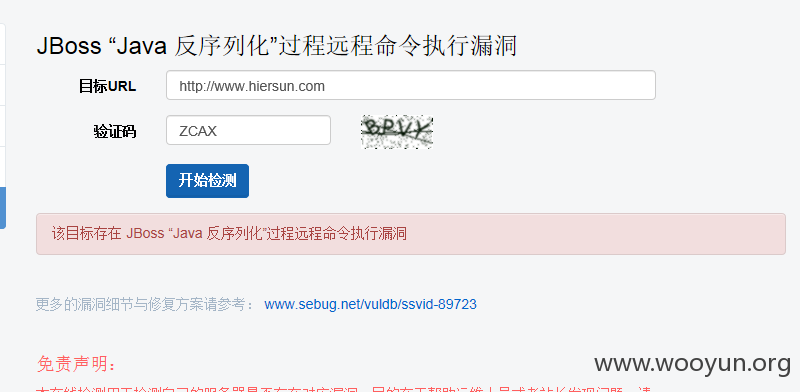 JBoss “Java 反序列化”过程远程命令执行漏洞
目标URL http://www.hiersun.com
验证码 ZCAX BPVY
开始检测
该目标存在 JBoss “Java 反序列化”过程远程命令执行漏洞
更多的漏洞细节与修复方案请参考： www.sebug.net/vuldb/ssvid-89723
免责声明：
www.wooyun.org